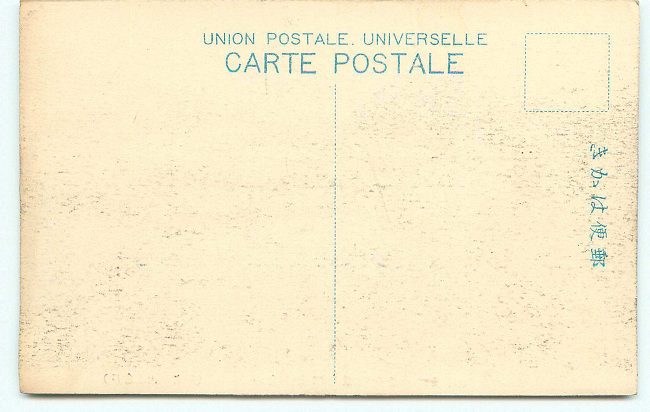 UNION POSTALE. UNIVERSELLE
CARTE POSTALE
郵便はかき